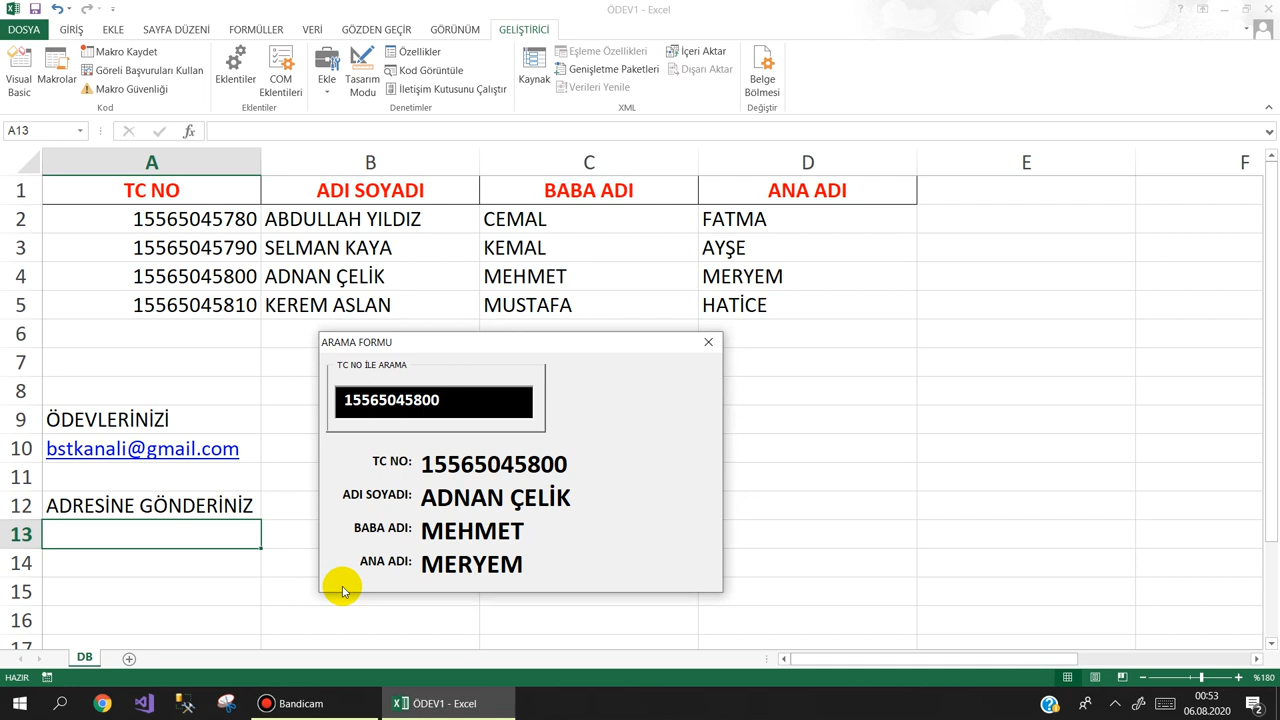 ÖDEV1 - Excel
DOSYA GİRİŞ EKLE SAYFA DÜZENİ FORMÜLLER VERİ GÖZDEN GEÇİR GÖRÜNÜM GELİŞTİRİCİ
Visual Basic
Makrolar
Makro Kaydet
Göreli Başvuruları Kullan
Makro Güvenliği
Kod
Eklentiler
COM Eklentileri
Eklentiler
Ekle
Tasarım Modu
Özellikler
Kod Görüntüle
İletişim Kutusunu Çalıştır
Denetimler
Kaynak
Eşleme Özellikleri
Genişletme Paketleri
Verileri Yenile
İçeri Aktar
Dışarı Aktar
XML
Belge Bölmesi
Değiştir
A13 fx
A B C D E F
1 TC NO ADI SOYADI BABA ADI ANA ADI
2 15565045780 ABDULLAH YILDIZ CEMAL FATMA
3 15565045790 SELMAN KAYA KEMAL AYŞE
4 15565045800 ADNAN ÇELİK MEHMET MERYEM
5 15565045810 KEREM ASLAN MUSTAFA HATİCE
6
7
8
9 ÖDEVLERİNİZİ
10 bstkanali@gmail.com
11
12 ADRESİNE GÖNDERİNİZ
13
14
15
16
17
ARAMA FORMU
TC NO İLE ARAMA
15565045800
TC NO: 15565045800
ADI SOYADI: ADNAN ÇELİK
BABA ADI: MEHMET
ANA ADI: MERYEM
DB
HAZIR %180
Bandicam
ÖDEV1 - Excel
00:53
06.08.2020
2